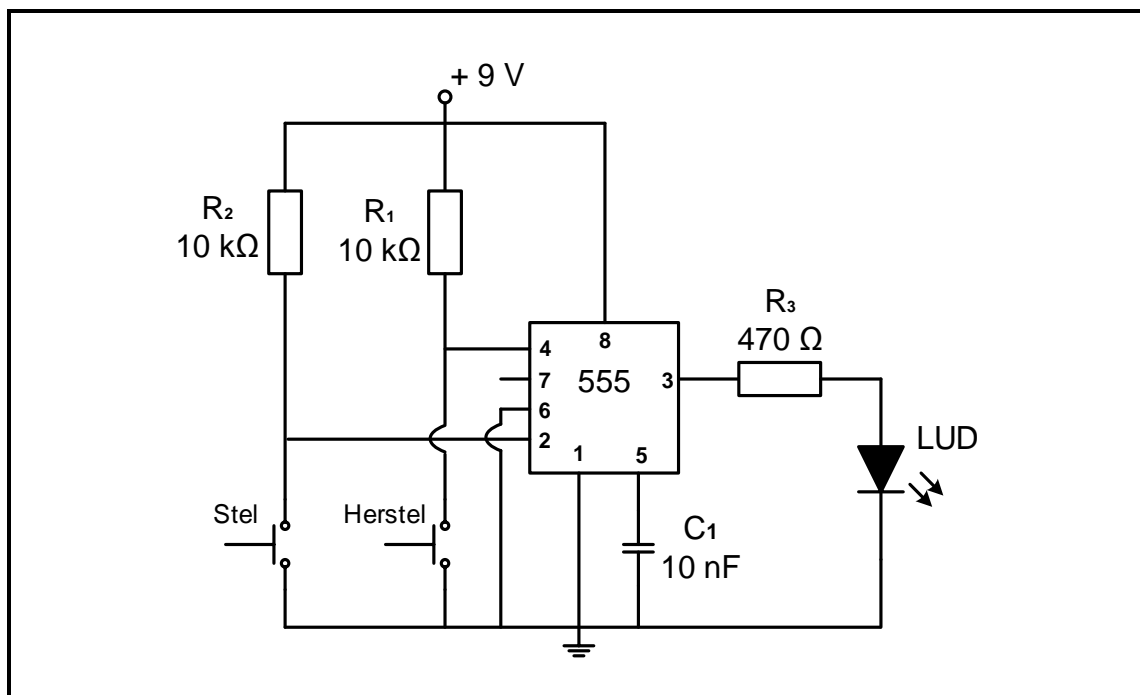 + 9 V
R₂
10 kΩ
R₁
10 kΩ
R₃
470 Ω
8
4
7
555
3
6
2
1
5
LUD
Stel
Herstel
C₁
10 nF